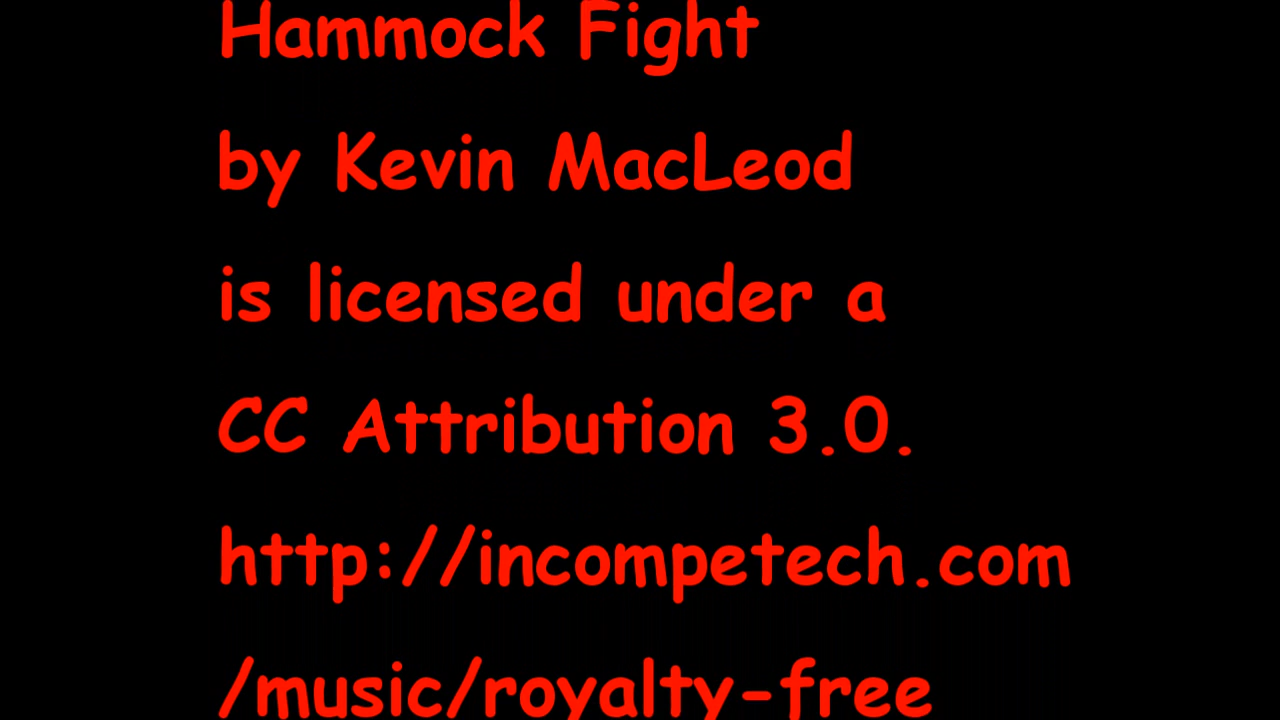 Hammock Fight
by Kevin MacLeod
is licensed under a
CC Attribution 3.0.
http://incompetech.com
/music/royalty-free